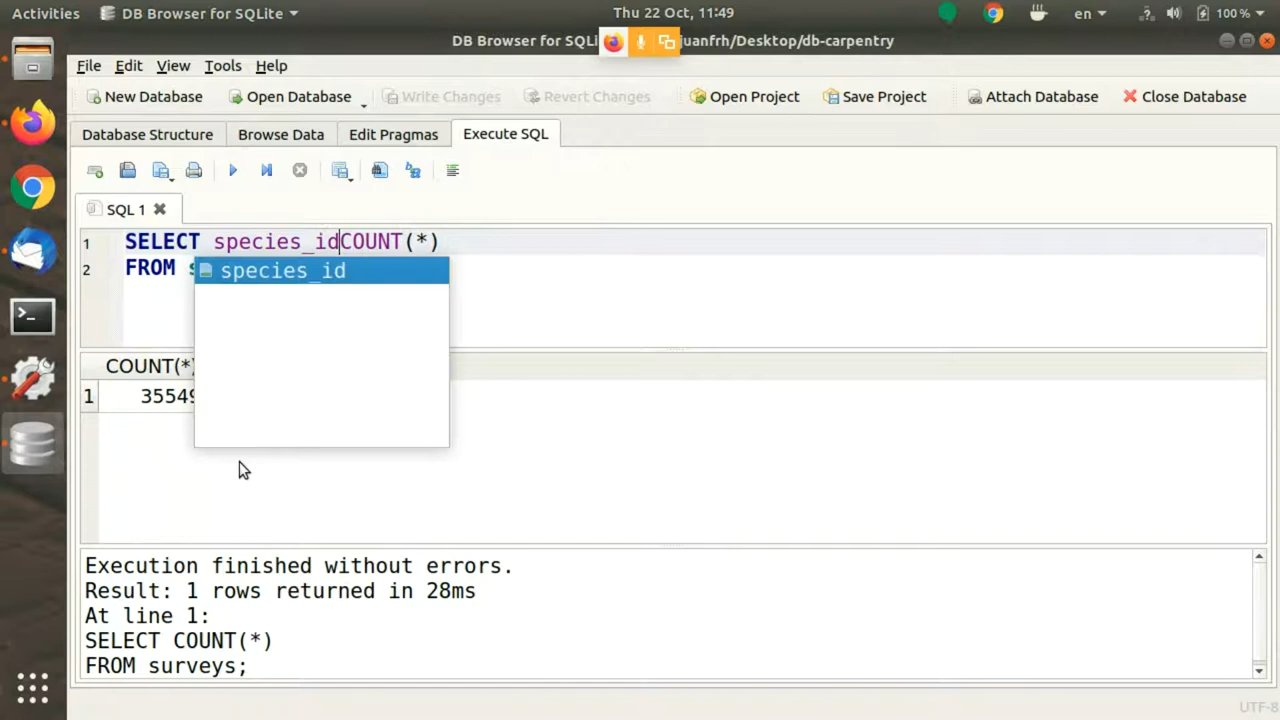 Activities DB Browser for SQLite Thu 22 Oct, 11:49 en ? 100 %
DB Browser for SQLi juanfrh/Desktop/db-carpentry
File Edit View Tools Help
New Database Open Database Write Changes Revert Changes Open Project Save Project Attach Database Close Database
Database Structure Browse Data Edit Pragmas Execute SQL
SQL 1
1 SELECT species_idCOUNT(*)
2 FROM s
species_id
COUNT(*)
1 35549
Execution finished without errors.
Result: 1 rows returned in 28ms
At line 1:
SELECT COUNT(*)
FROM surveys;
UTF-8